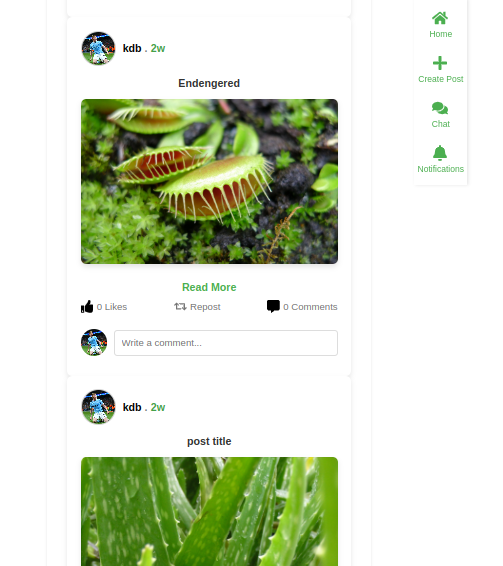 kdb . 2w
Endengered
Read More
0 Likes
Repost
0 Comments
Write a comment...
kdb . 2w
post title
Home
Create Post
Chat
Notifications